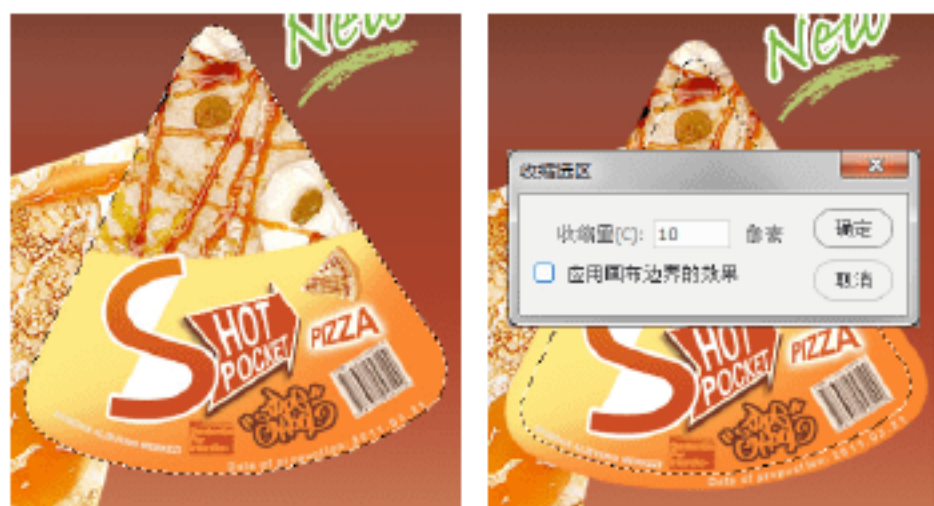 New
S
HOT
POCKET
PIZZA
New
收缩选区
收缩量(C): 10 像素
确定
应用画布边界的效果
取消
S
HOT
POCKET
PIZZA